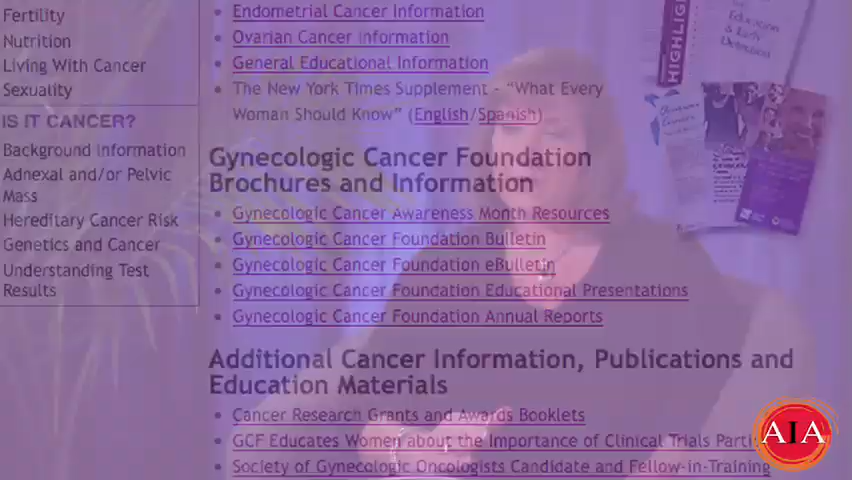 Fertility
Nutrition
Living With Cancer
Sexuality
IS IT CANCER?
Background Information
Adnexal and/or Pelvic
Mass
Hereditary Cancer Risk
Genetics and Cancer
Understanding Test
Results
Endometrial Cancer Information
Ovarian Cancer Information
General Educational Information
The New York Times Supplement - “What Every
Woman Should Know” (English/Spanish)
Gynecologic Cancer Foundation
Brochures and Information
Gynecologic Cancer Awareness Month Resources
Gynecologic Cancer Foundation Bulletin
Gynecologic Cancer Foundation eBulletin
Gynecologic Cancer Foundation Educational Presentations
Gynecologic Cancer Foundation Annual Reports
Additional Cancer Information, Publications and
Education Materials
Cancer Research Grants and Awards Booklets
GCF Educates Women about the Importance of Clinical Trials Parti
Society of Gynecologic Oncologists Candidate and Fellow-in-Training
HIGHLIG
Education
& Early
Detection
AIA